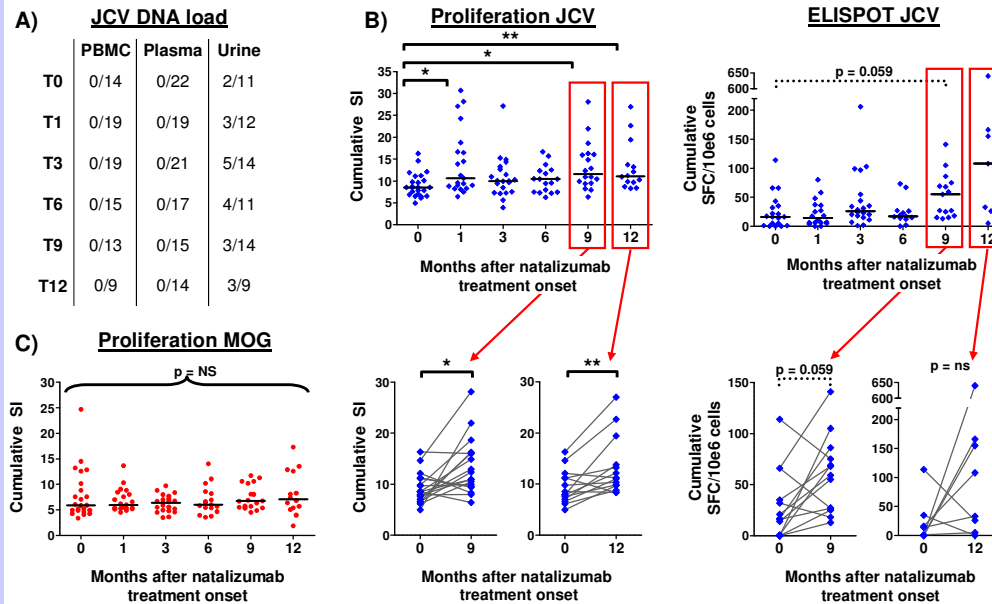 A)
JCV DNA load
PBMC Plasma Urine
T0 0/14 0/22 2/11
T1 0/19 0/19 3/12
T3 0/19 0/21 5/14
T6 0/15 0/17 4/11
T9 0/13 0/15 3/14
T12 0/9 0/14 3/9
B)
Proliferation JCV
**
*
*
Cumulative SI
35
30
25
20
15
10
5
0
0 1 3 6 9 12
Months after natalizumab
treatment onset
ELISPOT JCV
p = 0.059
Cumulative
SFC/10e6 cells
650
600
200
150
100
50
0
0 1 3 6 9 12
Months after natalizumab
treatment onset
C)
Proliferation MOG
p = NS
Cumulative SI
30
25
20
15
10
5
0
0 1 3 6 9 12
Months after natalizumab
treatment onset
*
Cumulative SI
30
20
10
0
0 9
**
30
20
10
0
0 12
Months after natalizumab
treatment onset
p = 0.059
Cumulative
SFC/10e6 cells
150
100
50
0
0 9
p = ns
650
600
200
150
100
50
0
0 12
Months after natalizumab
treatment onset